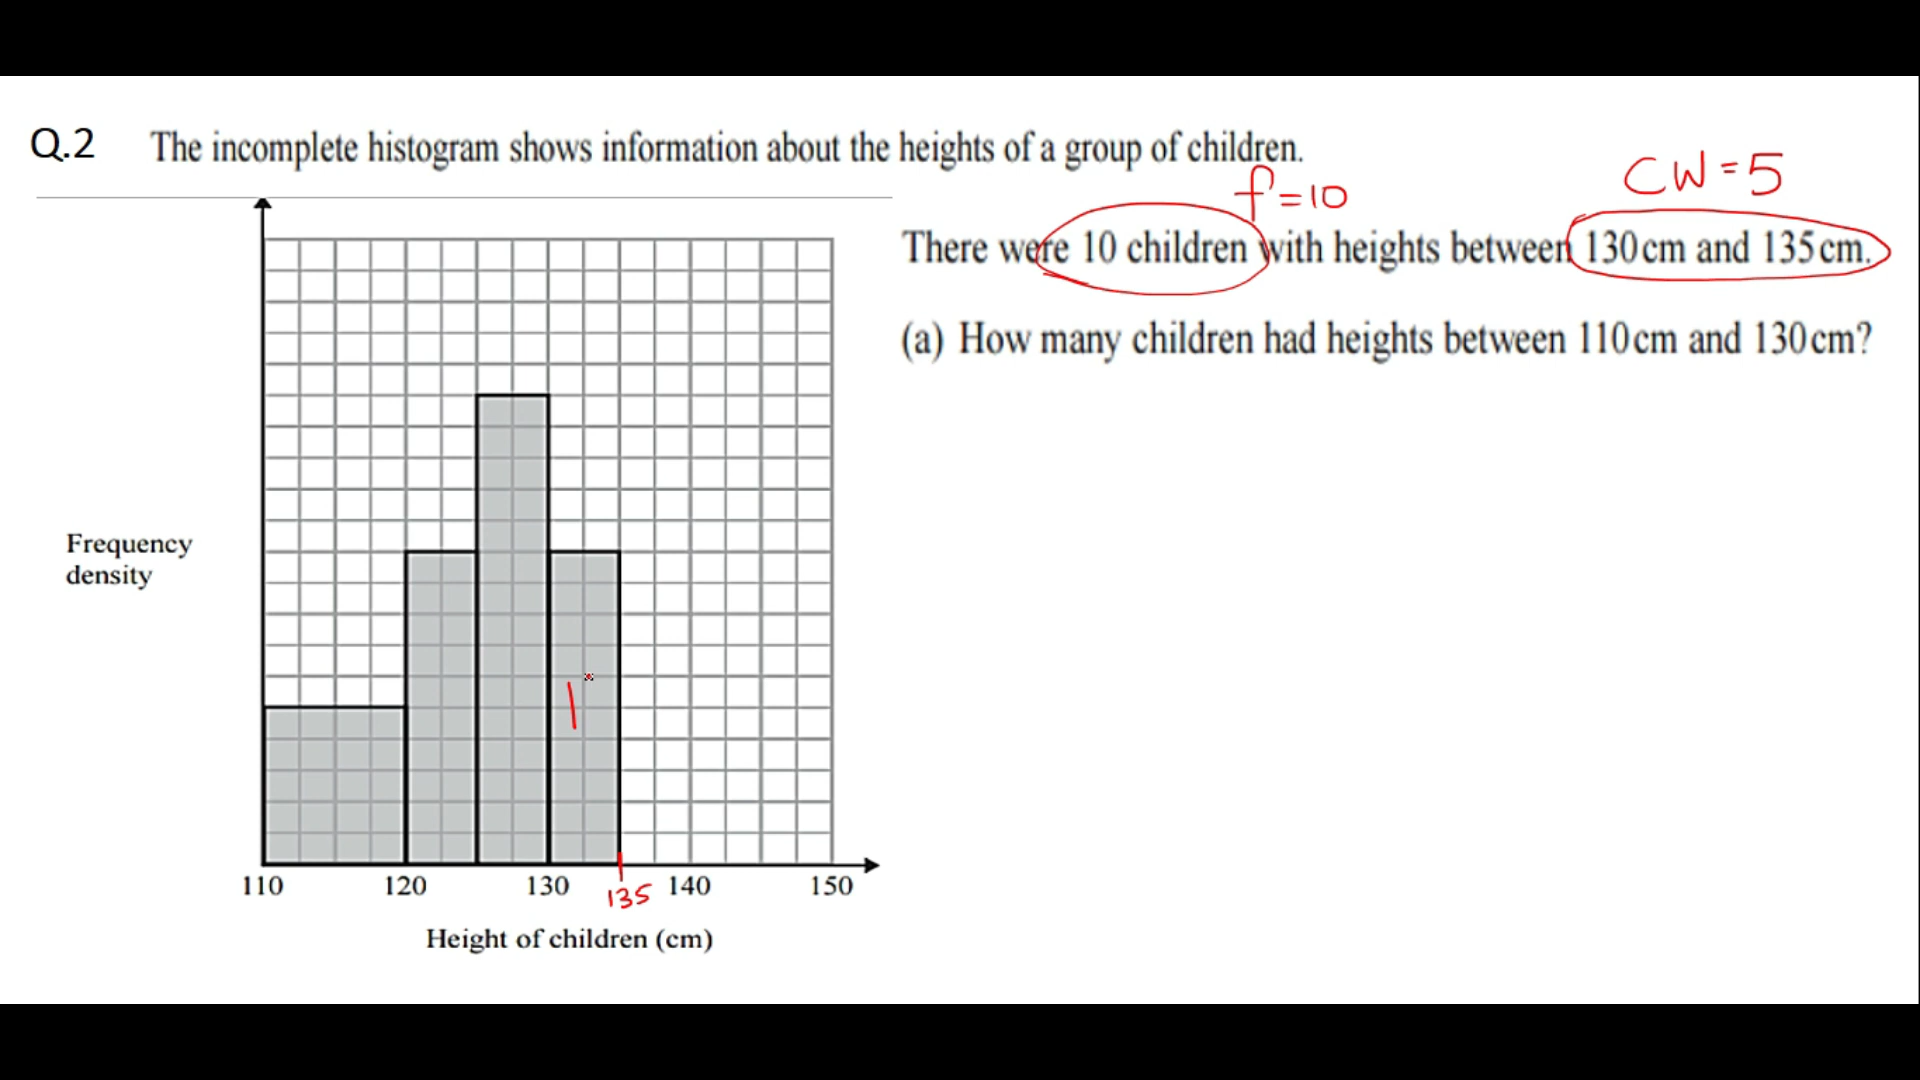 Q.2 The incomplete histogram shows information about the heights of a group of children.
f=10
CW=5
There were 10 children with heights between 130cm and 135cm.
(a) How many children had heights between 110cm and 130cm?
Frequency
density
1
110 120 130 135 140 150
Height of children (cm)